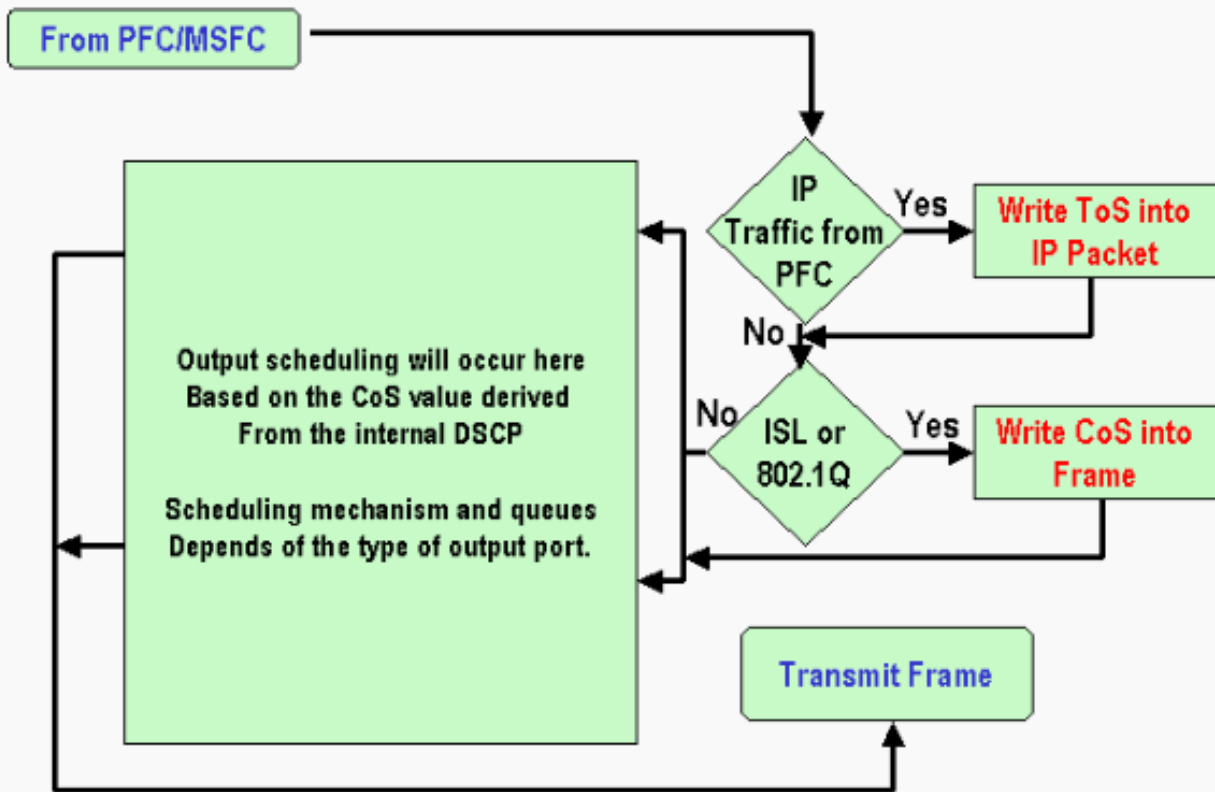 From PFC/MSFC
IP
Traffic from
PFC
Yes
Write ToS into
IP Packet
No
ISL or
802.1Q
Yes
Write CoS into
Frame
No
Output scheduling will occur here
Based on the CoS value derived
From the internal DSCP
Scheduling mechanism and queues
Depends of the type of output port.
Transmit Frame